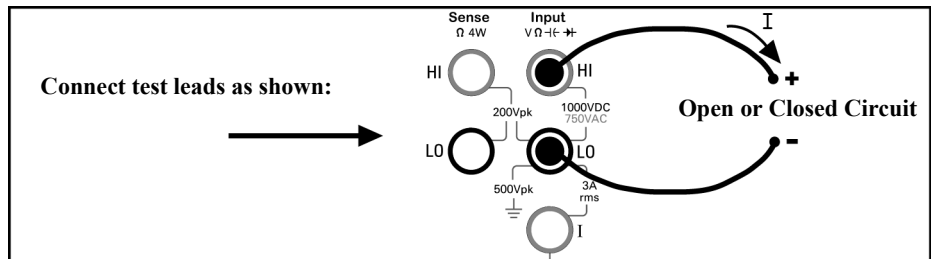 Sense Input
Ω 4W VΩ⊣⊢ ➔⊢
I
HI HI
+
Connect test leads as shown:
200Vpk 1000VDC
750VAC
Open or Closed Circuit
LO LO
-
500Vpk 3A
rms
I